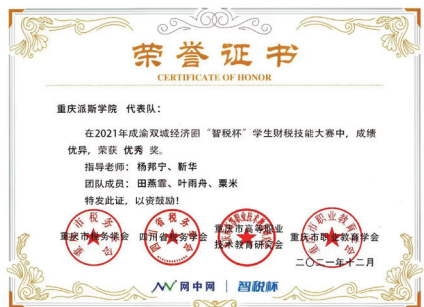 荣誉证书
CERTIFICATE OF HONOR
重庆派斯学院 代表队：
在2021年成渝双城经济圈“智税杯”学生财税技能大赛中，成绩
优异，荣获 优秀 奖。
指导老师： 杨邦宁、靳华
团队成员： 田燕霏、叶雨舟、粟米
特发此证，以资鼓励！
重庆市税务学会 四川省税务学会 重庆市高等职业技术教育研究会 重庆市职业教育学会
二〇二一年十二月
网中网 | 智税杯